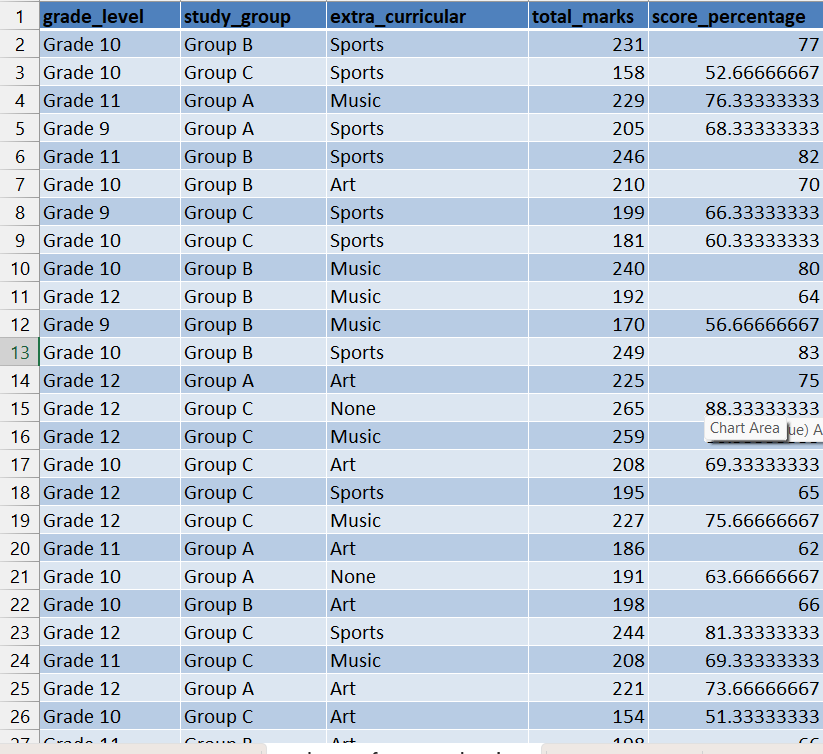 1 grade_level study_group extra_curricular total_marks score_percentage
2 Grade 10 Group B Sports 231 77
3 Grade 10 Group C Sports 158 52.66666667
4 Grade 11 Group A Music 229 76.33333333
5 Grade 9 Group A Sports 205 68.33333333
6 Grade 11 Group B Sports 246 82
7 Grade 10 Group B Art 210 70
8 Grade 9 Group C Sports 199 66.33333333
9 Grade 10 Group C Sports 181 60.33333333
10 Grade 10 Group B Music 240 80
11 Grade 12 Group B Music 192 64
12 Grade 9 Group B Music 170 56.66666667
13 Grade 10 Group B Sports 249 83
14 Grade 12 Group A Art 225 75
15 Grade 12 Group C None 265 88.33333333
Chart Area ue) A
16 Grade 12 Group C Music 259
17 Grade 10 Group C Art 208 69.33333333
18 Grade 12 Group C Sports 195 65
19 Grade 12 Group C Music 227 75.66666667
20 Grade 11 Group A Art 186 62
21 Grade 10 Group A None 191 63.66666667
22 Grade 10 Group B Art 198 66
23 Grade 12 Group C Sports 244 81.33333333
24 Grade 11 Group C Music 208 69.33333333
25 Grade 12 Group A Art 221 73.66666667
26 Grade 10 Group C Art 154 51.33333333
27 Grade 11 Group B Art 198 66